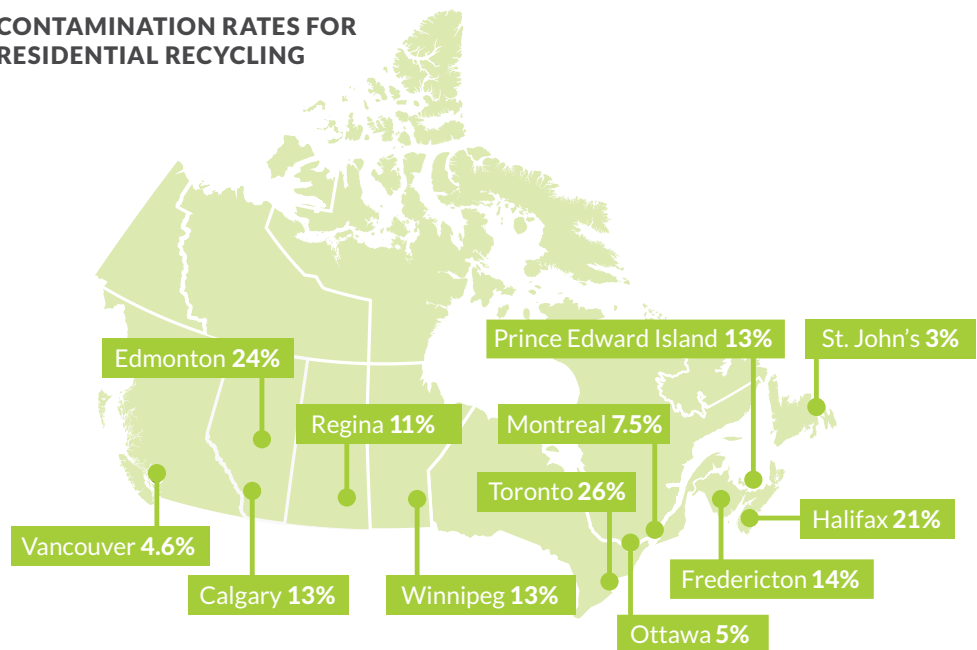 CONTAMINATION RATES FOR
RESIDENTIAL RECYCLING
Prince Edward Island 13%
St. John's 3%
Edmonton 24%
Regina 11%
Montreal 7.5%
Toronto 26%
Halifax 21%
Vancouver 4.6%
Fredericton 14%
Calgary 13%
Winnipeg 13%
Ottawa 5%